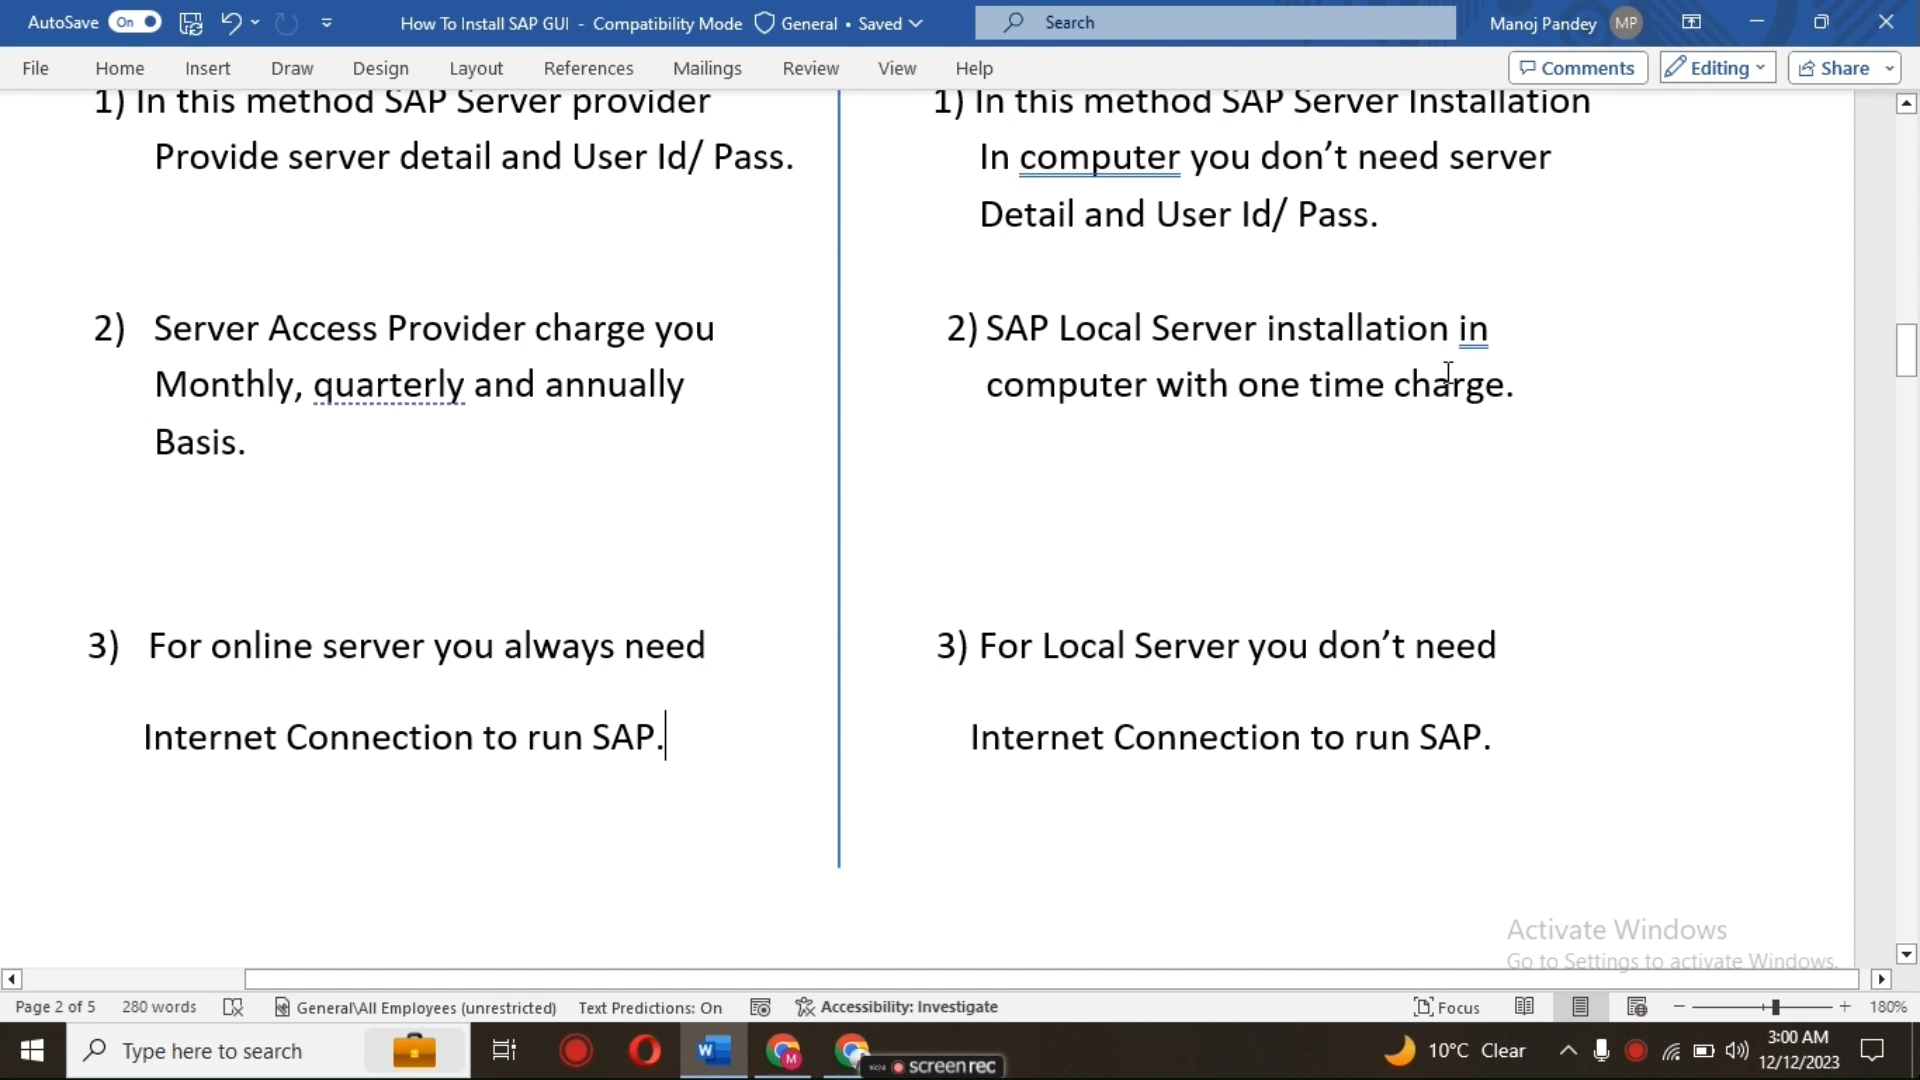 AutoSave On How To Install SAP GUI - Compatibility Mode General • Saved Search Manoj Pandey MP
File Home Insert Draw Design Layout References Mailings Review View Help Comments Editing Share
1) In this method SAP Server provider
Provide server detail and User Id/ Pass.
2) Server Access Provider charge you
Monthly, quarterly and annually
Basis.
3) For online server you always need
Internet Connection to run SAP.
1) In this method SAP Server Installation
In computer you don’t need server
Detail and User Id/ Pass.
2) SAP Local Server installation in
computer with one time charge.
3) For Local Server you don’t need
Internet Connection to run SAP.
Activate Windows
Go to Settings to activate Windows.
Page 2 of 5 280 words General\All Employees (unrestricted) Text Predictions: On Accessibility: Investigate Focus 180%
Type here to search
screenrec
10°C Clear
3:00 AM
12/12/2023